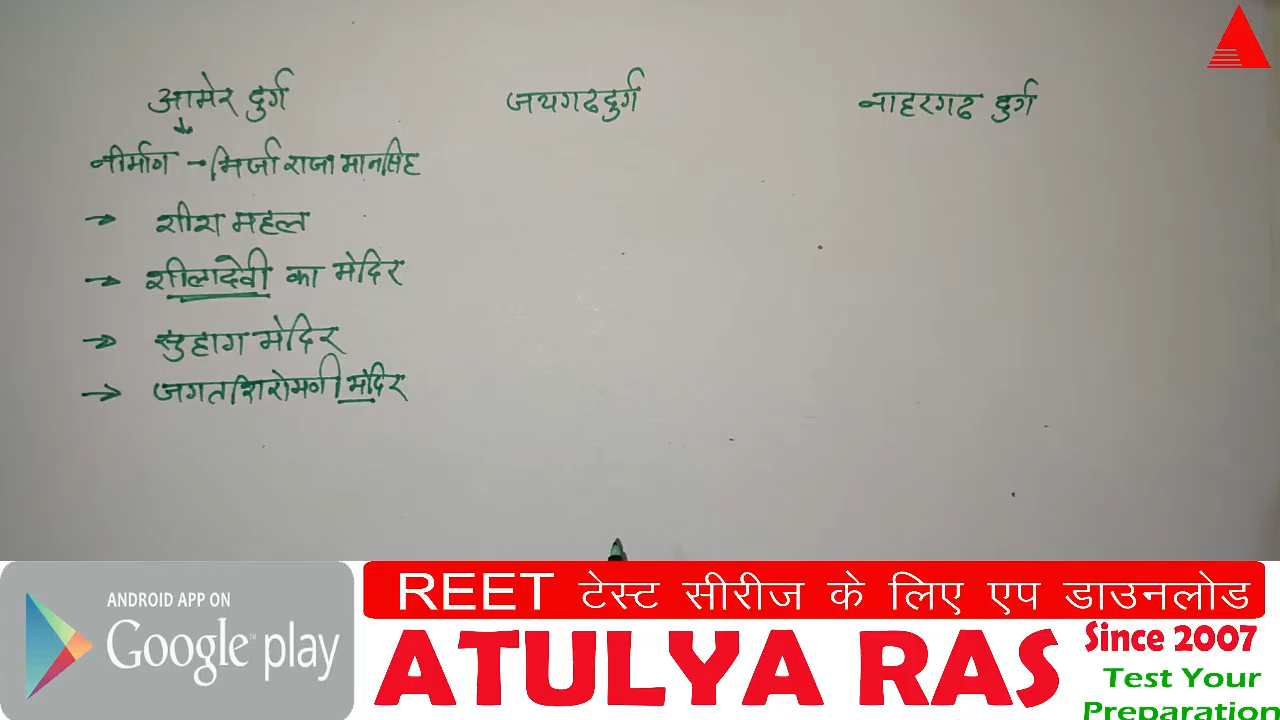 आमेर दुर्ग
जयगढदुर्ग
नाहरगढ दुर्ग
नीर्माण → मिर्जा राजा मानसिंह
→ शीश महल
→ शीलादेवी का मंदिर
→ सुहाग मंदिर
→ जगतशिरोमणी मंदिर
ANDROID APP ON
Google play
REET टेस्ट सीरीज के लिए एप डाउनलोड
ATULYA RAS
Since 2007
Test Your
Preparation